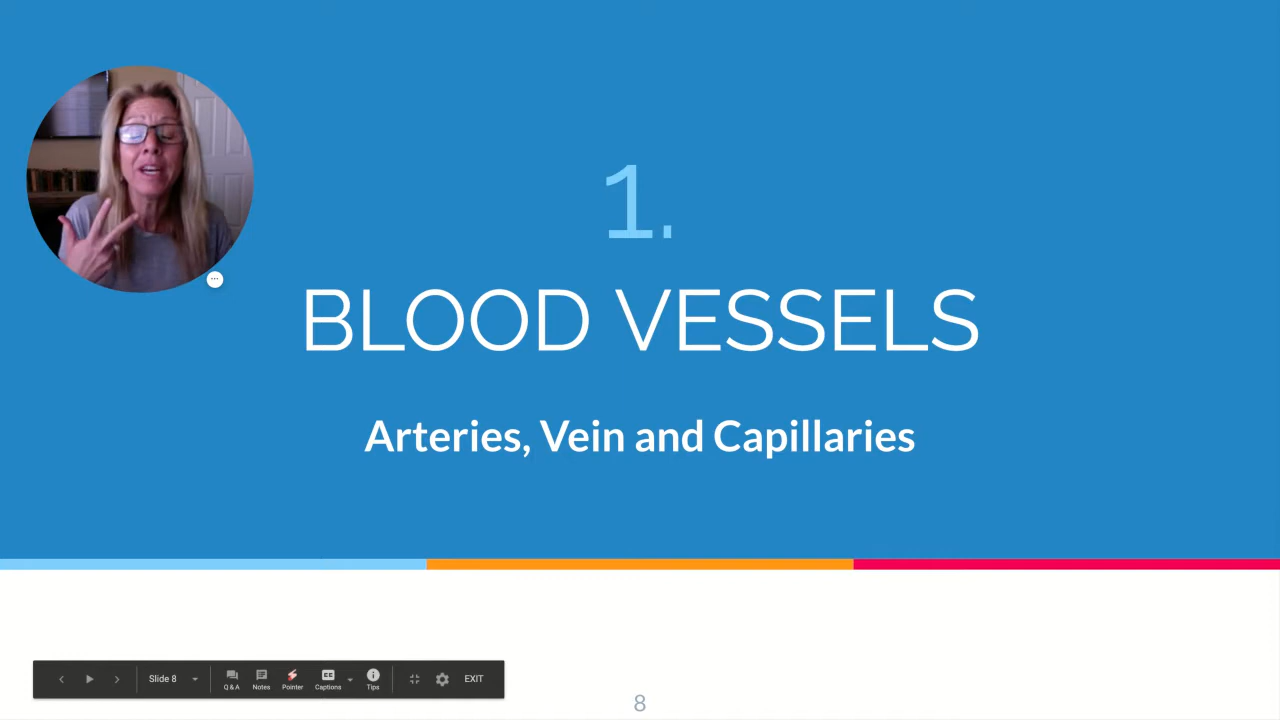 1.
BLOOD VESSELS
Arteries, Vein and Capillaries
Slide 8
Q & A Notes Pointer Captions Tips
EXIT
8